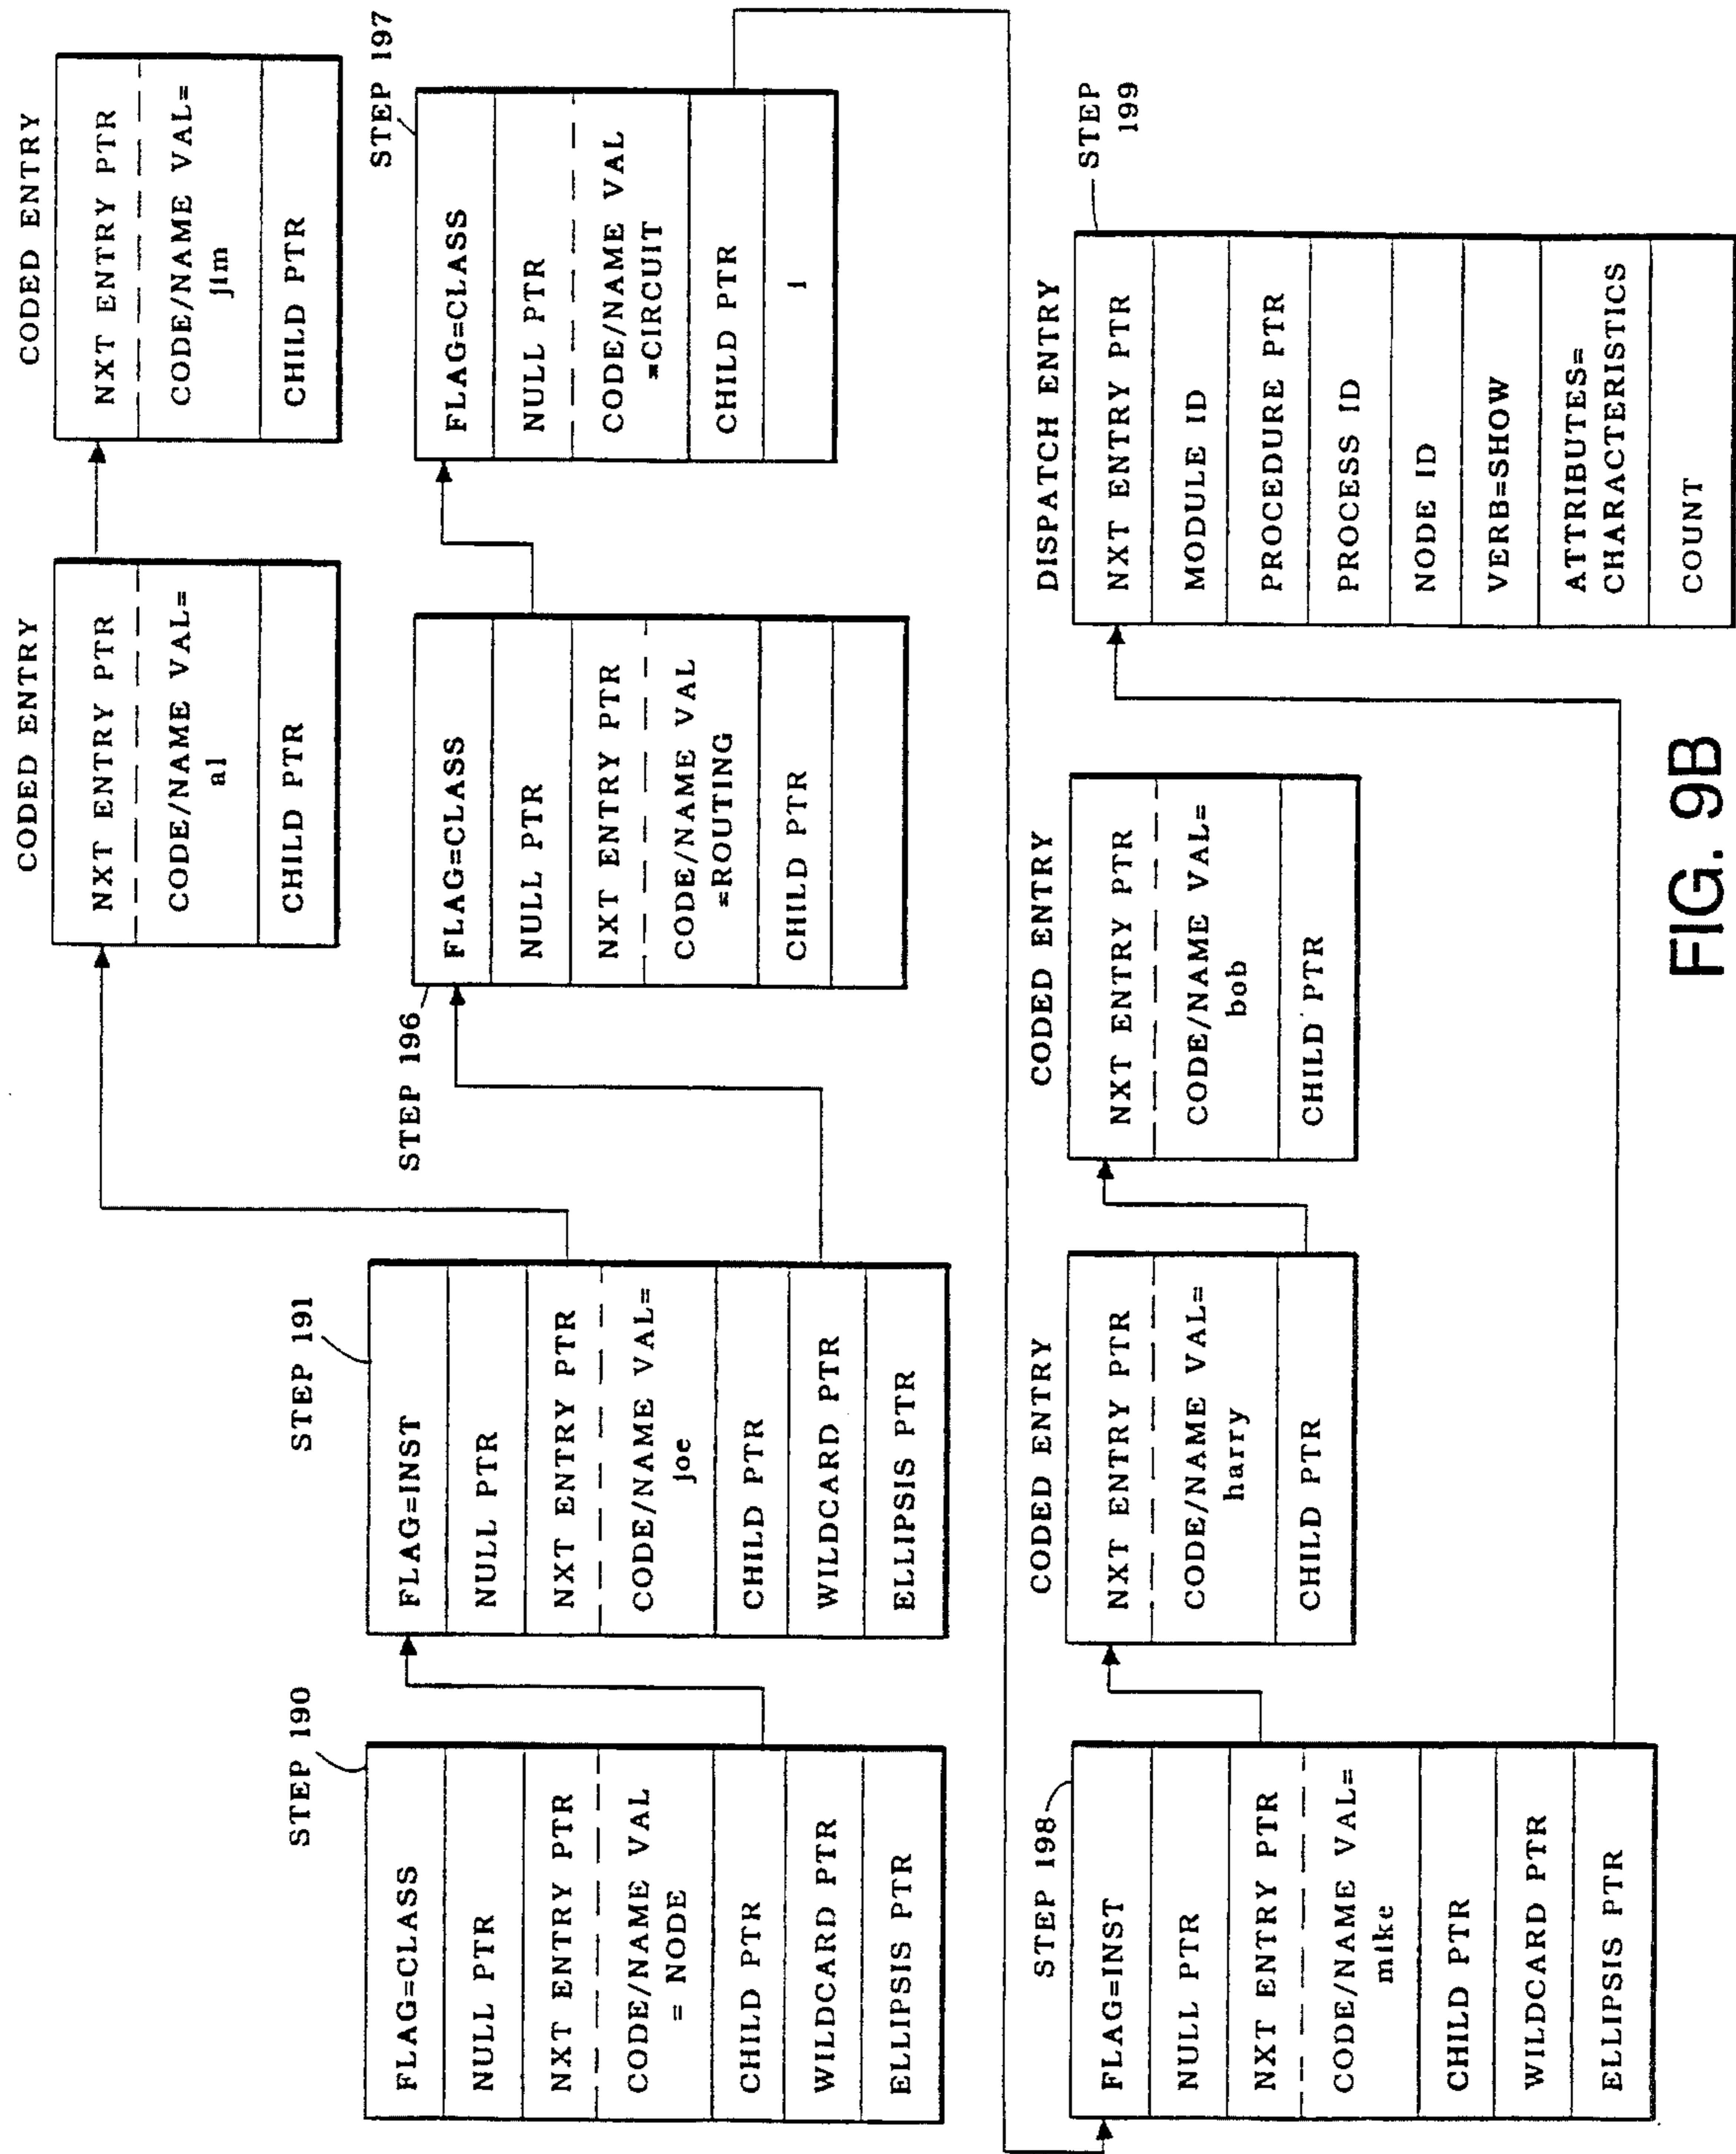 STEP 190
FLAG=CLASS
NULL PTR
NXT ENTRY PTR
CODE/NAME VAL
= NODE
CHILD PTR
WILDCARD PTR
ELLIPSIS PTR
STEP 191
FLAG=INST
NULL PTR
NXT ENTRY PTR
CODE/NAME VAL=
joe
CHILD PTR
WILDCARD PTR
ELLIPSIS PTR
CODED ENTRY
NXT ENTRY PTR
CODE/NAME VAL=
al
CHILD PTR
CODED ENTRY
NXT ENTRY PTR
CODE/NAME VAL=
jim
CHILD PTR
STEP 196
FLAG=CLASS
NULL PTR
NXT ENTRY PTR
CODE/NAME VAL
=ROUTING
CHILD PTR
STEP 197
FLAG=CLASS
NULL PTR
CODE/NAME VAL
=CIRCUIT
CHILD PTR
1
STEP 198
FLAG=INST
NULL PTR
NXT ENTRY PTR
CODE/NAME VAL=
mike
CHILD PTR
WILDCARD PTR
ELLIPSIS PTR
CODED ENTRY
NXT ENTRY PTR
CODE/NAME VAL=
harry
CHILD PTR
CODED ENTRY
NXT ENTRY PTR
CODE/NAME VAL=
bob
CHILD PTR
DISPATCH ENTRY
STEP
199
NXT ENTRY PTR
MODULE ID
PROCEDURE PTR
PROCESS ID
NODE ID
VERB=SHOW
ATTRIBUTES=
CHARACTERISTICS
COUNT
FIG. 9B